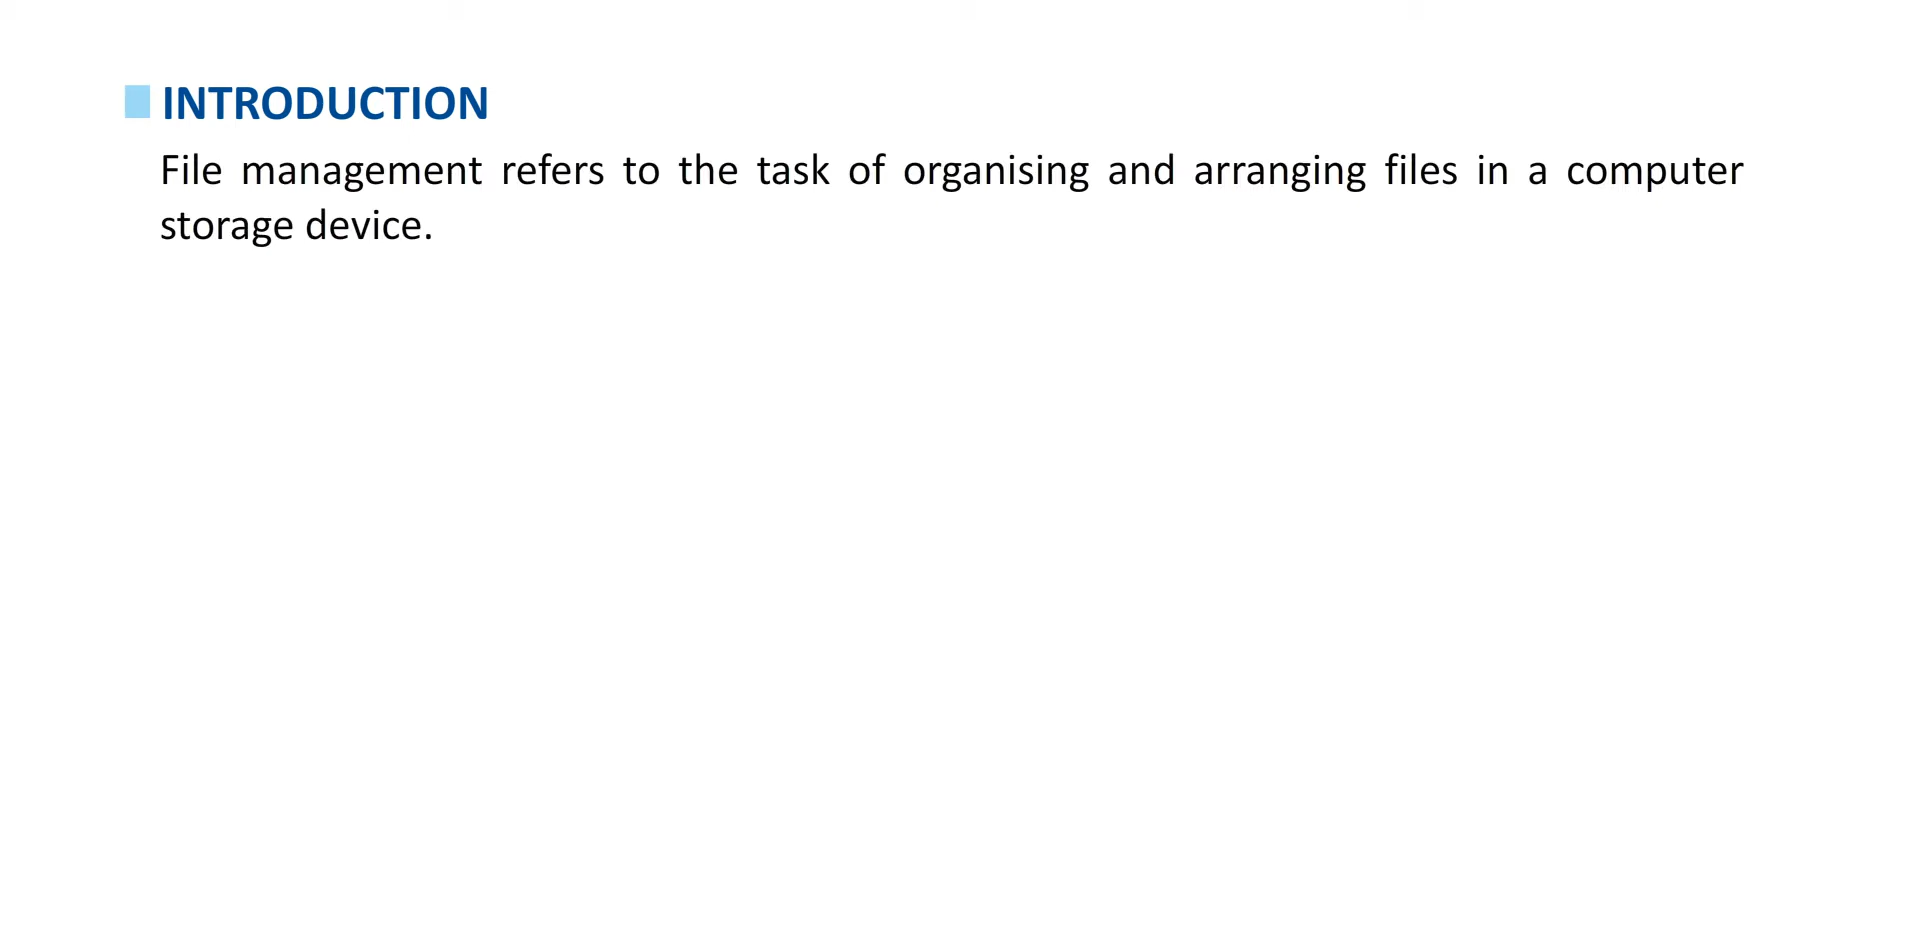 INTRODUCTION
File management refers to the task of organising and arranging files in a computer
storage device.